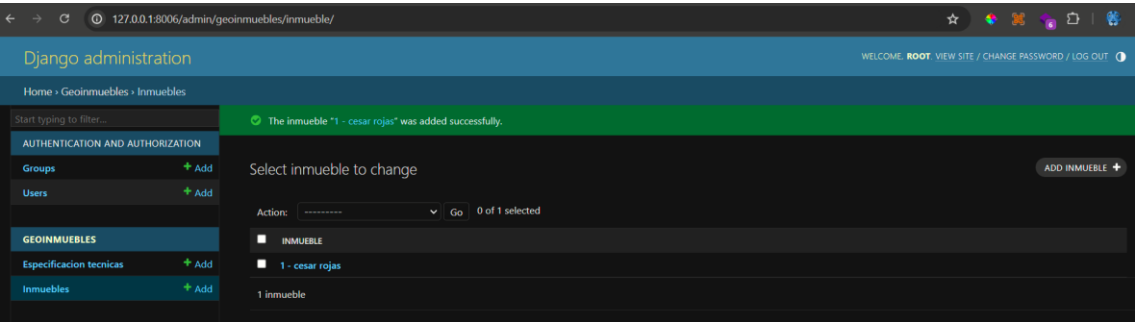 127.0.0.1:8006/admin/geoinmuebles/inmueble/
6
Django administration
WELCOME, ROOT. VIEW SITE / CHANGE PASSWORD / LOG OUT
Home › Geoinmuebles › Inmuebles
Start typing to filter...
AUTHENTICATION AND AUTHORIZATION
Groups + Add
Users + Add
GEOINMUEBLES
Especificacion tecnicas + Add
Inmuebles + Add
The inmueble "1 - cesar rojas" was added successfully.
Select inmueble to change
ADD INMUEBLE +
Action: --------- Go 0 of 1 selected
INMUEBLE
1 - cesar rojas
1 inmueble